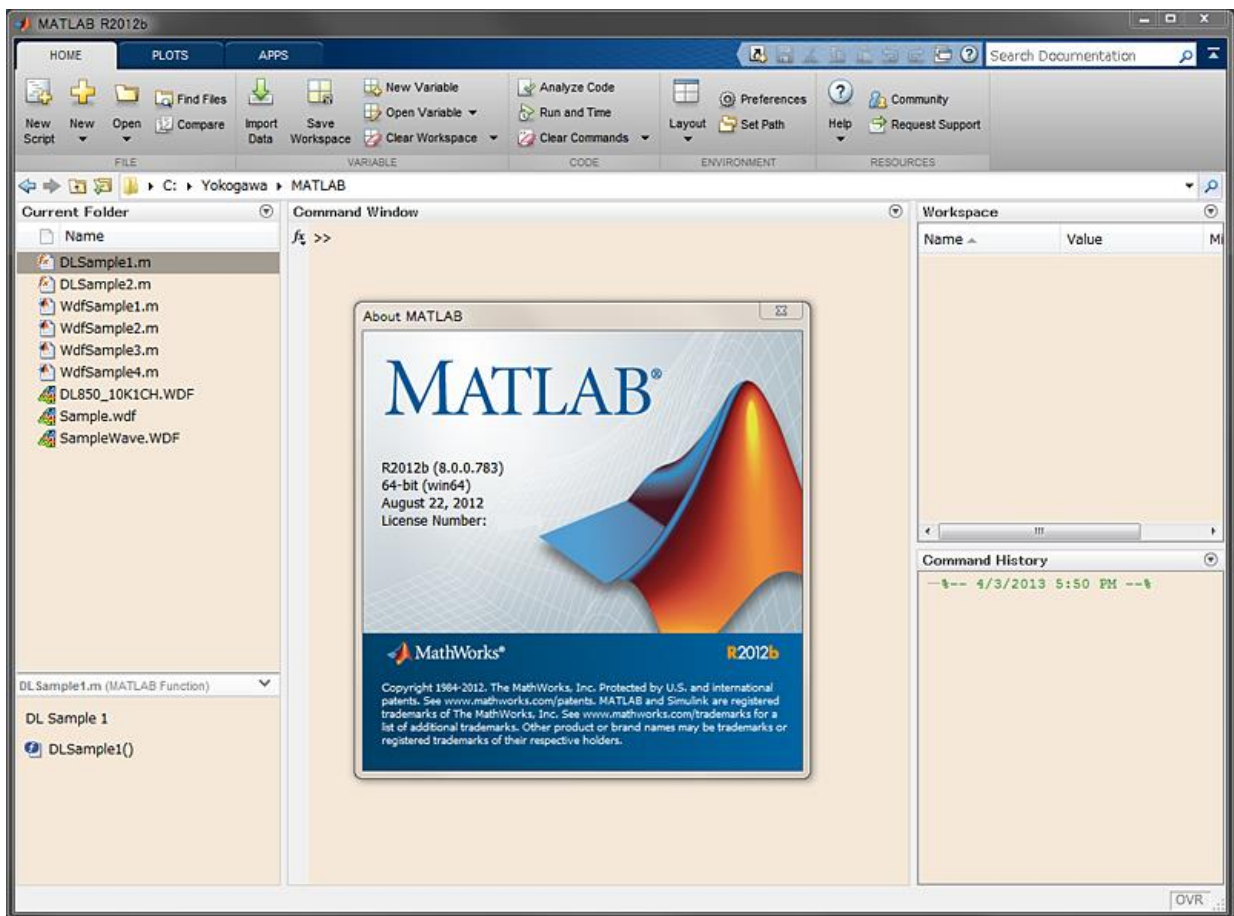 MATLAB R2012b
HOME PLOTS APPS Search Documentation
New Script New Open Find Files Compare Import Data Save Workspace New Variable Open Variable Clear Workspace Analyze Code Run and Time Clear Commands Layout Preferences Set Path Help Community Request Support
FILE VARIABLE CODE ENVIRONMENT RESOURCES
C: Yokogawa MATLAB
Current Folder
Name
DLSample1.m
DLSample2.m
WdfSample1.m
WdfSample2.m
WdfSample3.m
WdfSample4.m
DL850_10K1CH.WDF
Sample.wdf
SampleWave.WDF
DLSample1.m (MATLAB Function)
DL Sample 1
DLSample1()
Command Window
fx >>
About MATLAB
MATLAB®
R2012b (8.0.0.783)
64-bit (win64)
August 22, 2012
License Number:
MathWorks® R2012b
Copyright 1984-2012. The MathWorks, Inc. Protected by U.S. and international
patents. See www.mathworks.com/patents. MATLAB and Simulink are registered
trademarks of The MathWorks, Inc. See www.mathworks.com/trademarks for a
list of additional trademarks. Other product or brand names may be trademarks or
registered trademarks of their respective holders.
Workspace
Name Value Mi
Command History
%-- 4/3/2013 5:50 PM --%
OVR